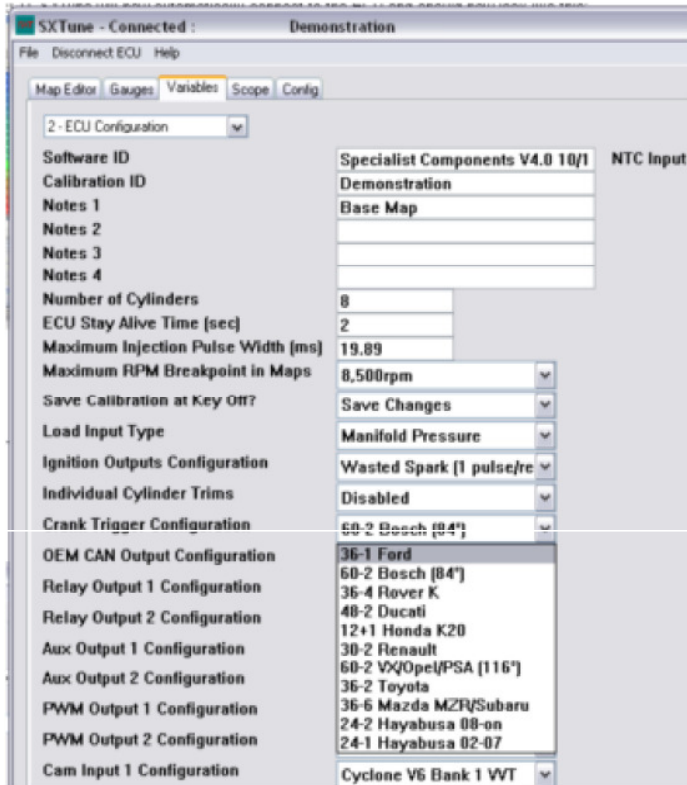 SXTune - Connected : Demonstration
File Disconnect ECU Help
Map Editor Gauges Variables Scope Config
2 - ECU Configuration
Software ID Specialist Components V4.0 10/1 NTC Input
Calibration ID Demonstration
Notes 1 Base Map
Notes 2
Notes 3
Notes 4
Number of Cylinders 8
ECU Stay Alive Time (sec) 2
Maximum Injection Pulse Width (ms) 19.89
Maximum RPM Breakpoint in Maps 8,500rpm
Save Calibration at Key Off? Save Changes
Load Input Type Manifold Pressure
Ignition Outputs Configuration Wasted Spark (1 pulse/re
Individual Cylinder Trims Disabled
Crank Trigger Configuration 60-2 Bosch (84°)
OEM CAN Output Configuration 36-1 Ford
60-2 Bosch (84°)
Relay Output 1 Configuration 36-4 Rover K
48-2 Ducati
Relay Output 2 Configuration 12+1 Honda K20
Aux Output 1 Configuration 30-2 Renault
60-2 VX/Opel/PSA (116°)
Aux Output 2 Configuration 36-2 Toyota
PWM Output 1 Configuration 36-6 Mazda MZR/Subaru
24-2 Hayabusa 08-on
PWM Output 2 Configuration 24-1 Hayabusa 02-07
Cam Input 1 Configuration Cyclone V6 Bank 1 VVT